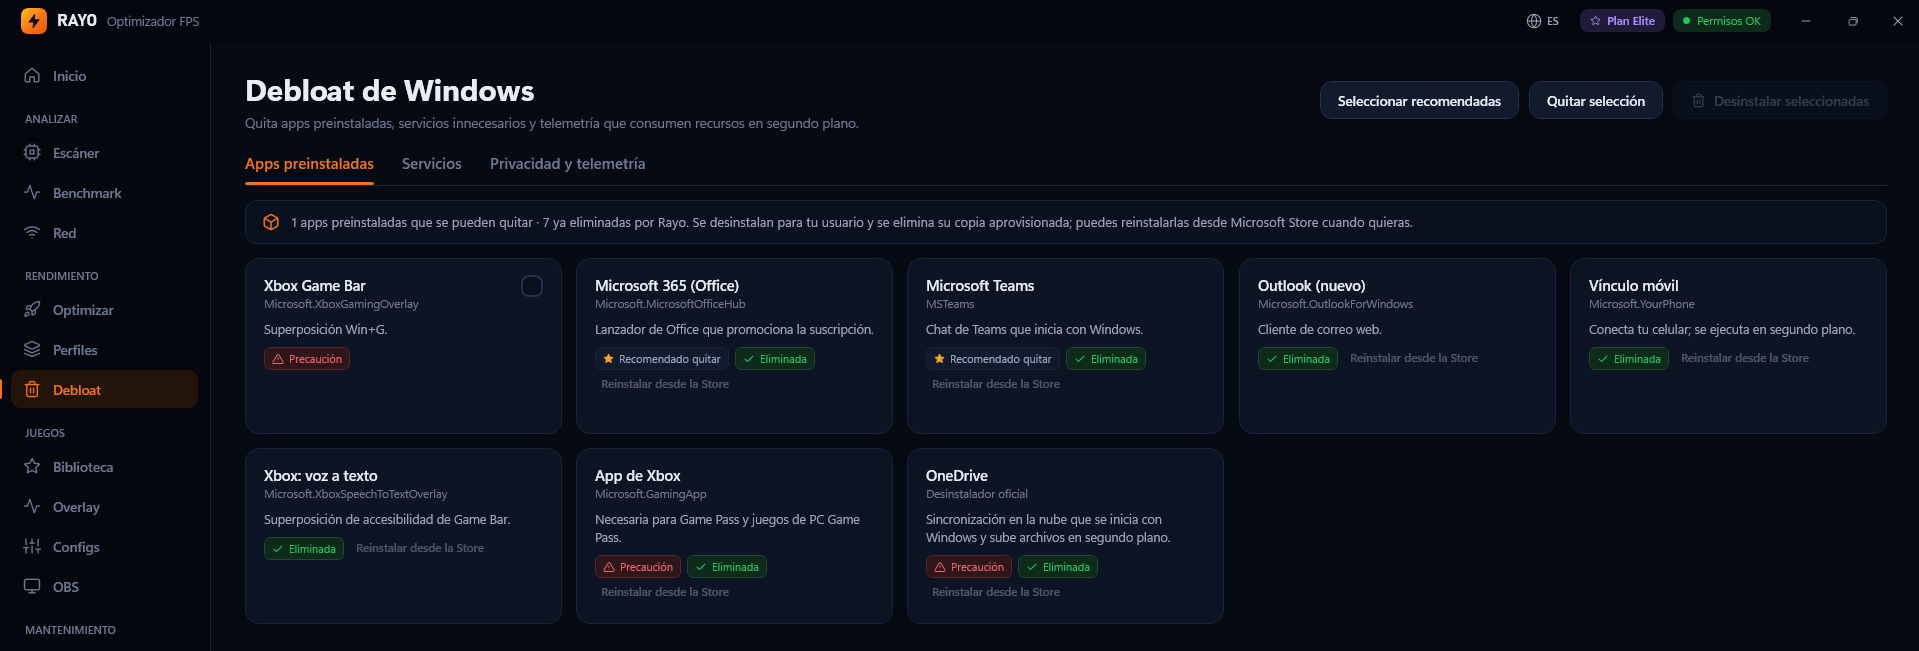 RAYO Optimizador FPS
ES
Plan Elite
Permisos OK
Inicio
ANALIZAR
Escáner
Benchmark
Red
RENDIMIENTO
Optimizar
Perfiles
Debloat
JUEGOS
Biblioteca
Overlay
Configs
OBS
MANTENIMIENTO
Debloat de Windows
Quita apps preinstaladas, servicios innecesarios y telemetría que consumen recursos en segundo plano.
Seleccionar recomendadas
Quitar selección
Desinstalar seleccionadas
Apps preinstaladas
Servicios
Privacidad y telemetría
1 apps preinstaladas que se pueden quitar · 7 ya eliminadas por Rayo. Se desinstalan para tu usuario y se elimina su copia aprovisionada; puedes reinstalarlas desde Microsoft Store cuando quieras.
Xbox Game Bar
Microsoft.XboxGamingOverlay
Superposición Win+G.
Precaución
Microsoft 365 (Office)
Microsoft.MicrosoftOfficeHub
Lanzador de Office que promociona la suscripción.
Recomendado quitar
Eliminada
Reinstalar desde la Store
Microsoft Teams
MSTeams
Chat de Teams que inicia con Windows.
Recomendado quitar
Eliminada
Reinstalar desde la Store
Outlook (nuevo)
Microsoft.OutlookForWindows
Cliente de correo web.
Eliminada
Reinstalar desde la Store
Vínculo móvil
Microsoft.YourPhone
Conecta tu celular; se ejecuta en segundo plano.
Eliminada
Reinstalar desde la Store
Xbox: voz a texto
Microsoft.XboxSpeechToTextOverlay
Superposición de accesibilidad de Game Bar.
Eliminada
Reinstalar desde la Store
App de Xbox
Microsoft.GamingApp
Necesaria para Game Pass y juegos de PC Game
Pass.
Precaución
Eliminada
Reinstalar desde la Store
OneDrive
Desinstalador oficial
Sincronización en la nube que se inicia con
Windows y sube archivos en segundo plano.
Precaución
Eliminada
Reinstalar desde la Store